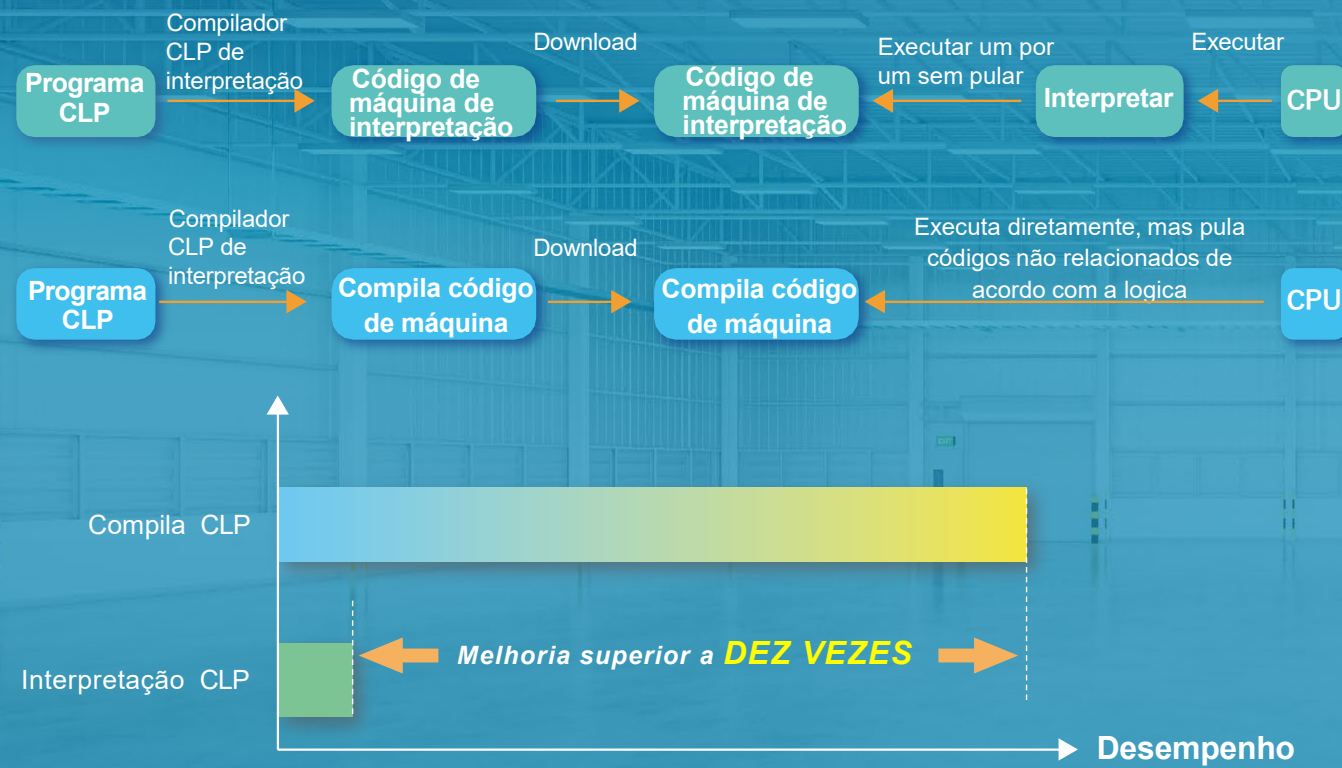 Compilador
CLP de
interpretação
Download
Executar um por
um sem pular
Executar
Programa
CLP
Código de
máquina de
interpretação
Código de
máquina de
interpretação
Interpretar
CPU
Compilador
CLP de
interpretação
Download
Executa diretamente, mas pula
códigos não relacionados de
acordo com a logica
Programa
CLP
Compila código
de máquina
Compila código
de máquina
CPU
Compila CLP
Melhoria superior a DEZ VEZES
Interpretação CLP
Desempenho